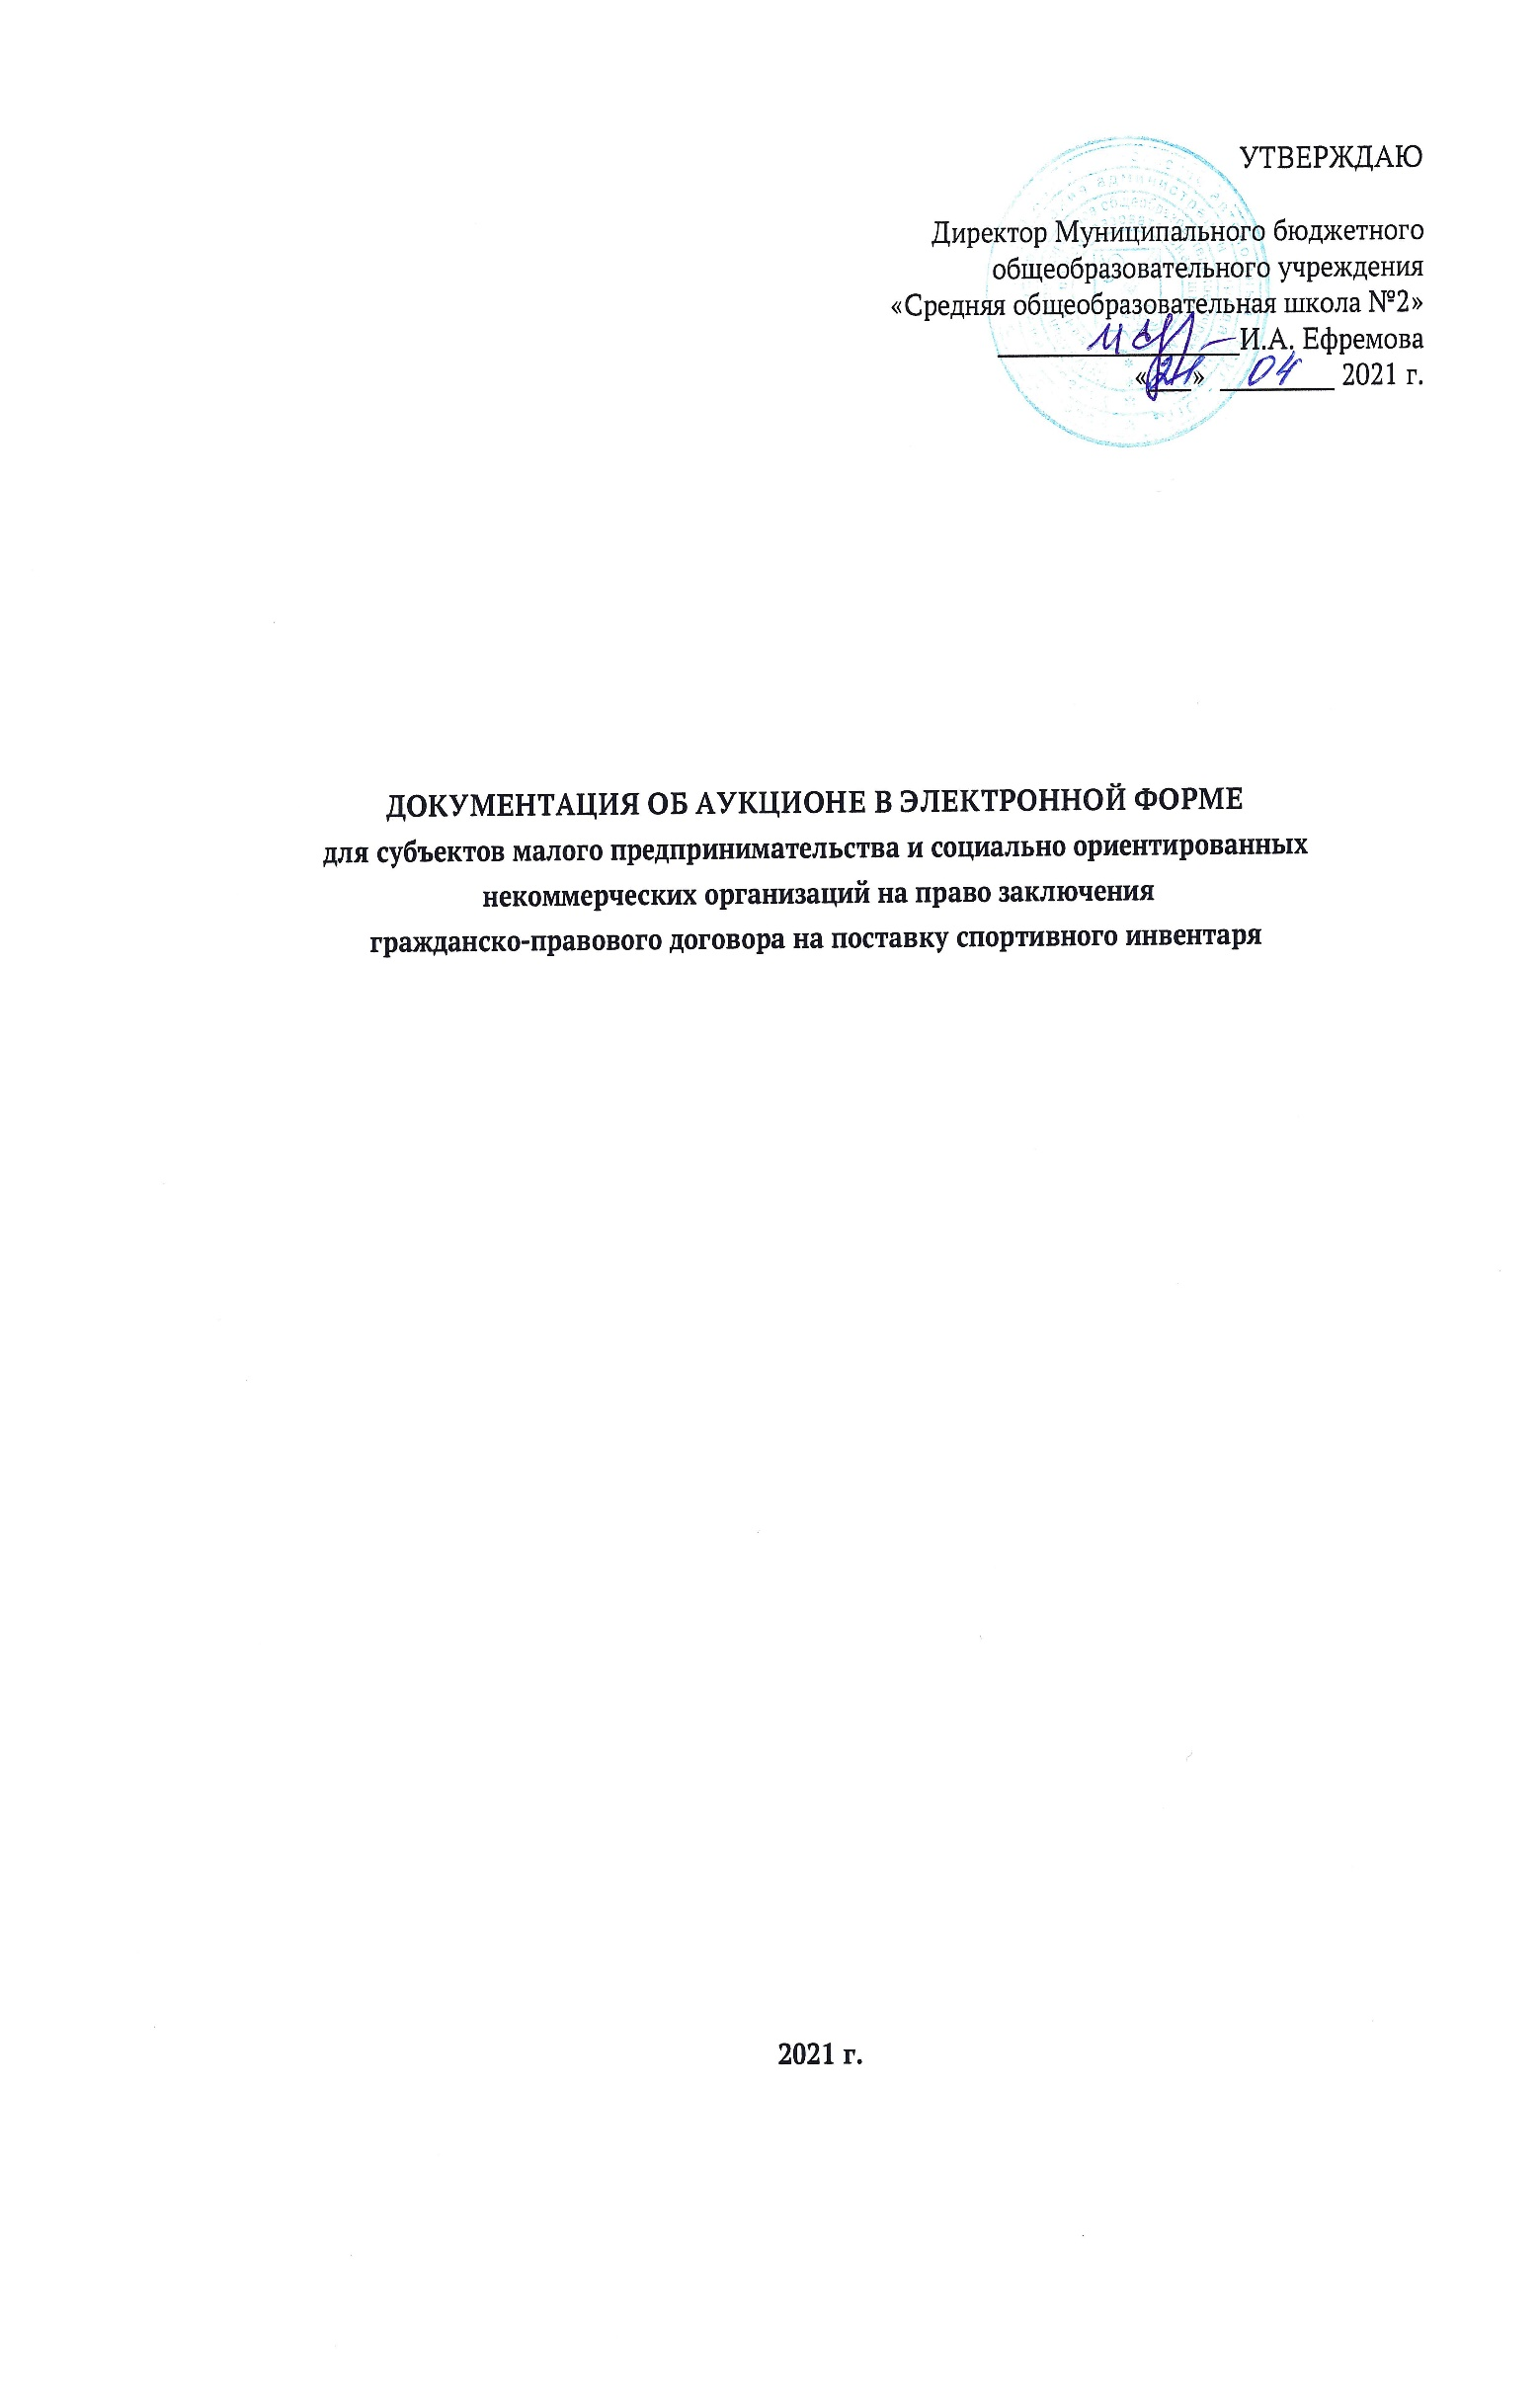 УТВЕРЖДАЮ
Директор Муниципального бюджетного
общеобразовательного учреждения
«Средняя общеобразовательная школа №2»
И.А. Ефремова
« » 04 2021 г.
ДОКУМЕНТАЦИЯ ОБ АУКЦИОНЕ В ЭЛЕКТРОННОЙ ФОРМЕ
для субъектов малого предпринимательства и социально ориентированных
некоммерческих организаций на право заключения
гражданско-правового договора на поставку спортивного инвентаря
2021 г.